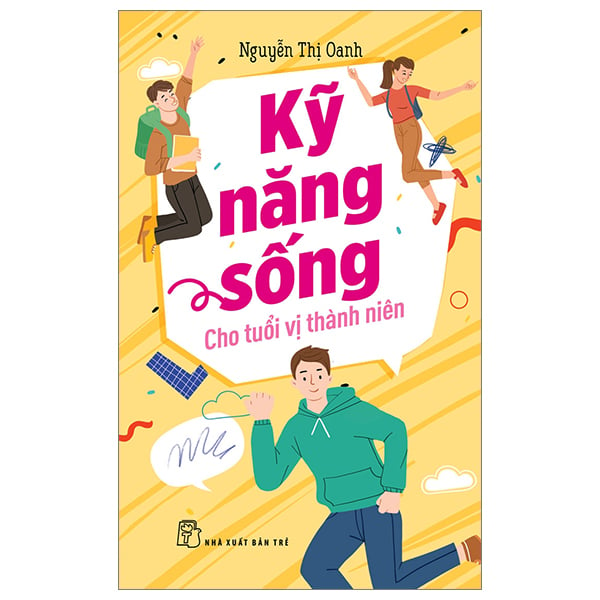 Nguyễn Thị Oanh
Kỹ
năng
sống
Cho tuổi vị thành niên
NHÀ XUẤT BẢN TRẺ